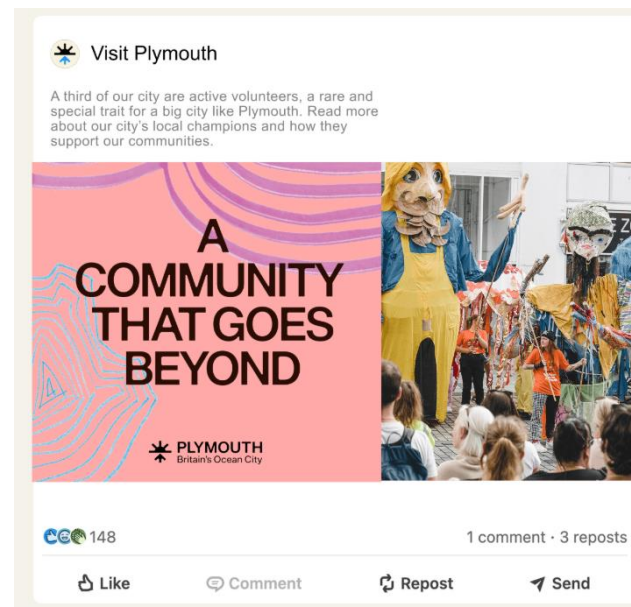 Visit Plymouth
A third of our city are active volunteers, a rare and
special trait for a big city like Plymouth. Read more
about our city's local champions and how they
support our communities.
A
COMMUNITY
THAT GOES
BEYOND
PLYMOUTH
Britain's Ocean City
148
1 comment · 3 reposts
Like
Comment
Repost
Send